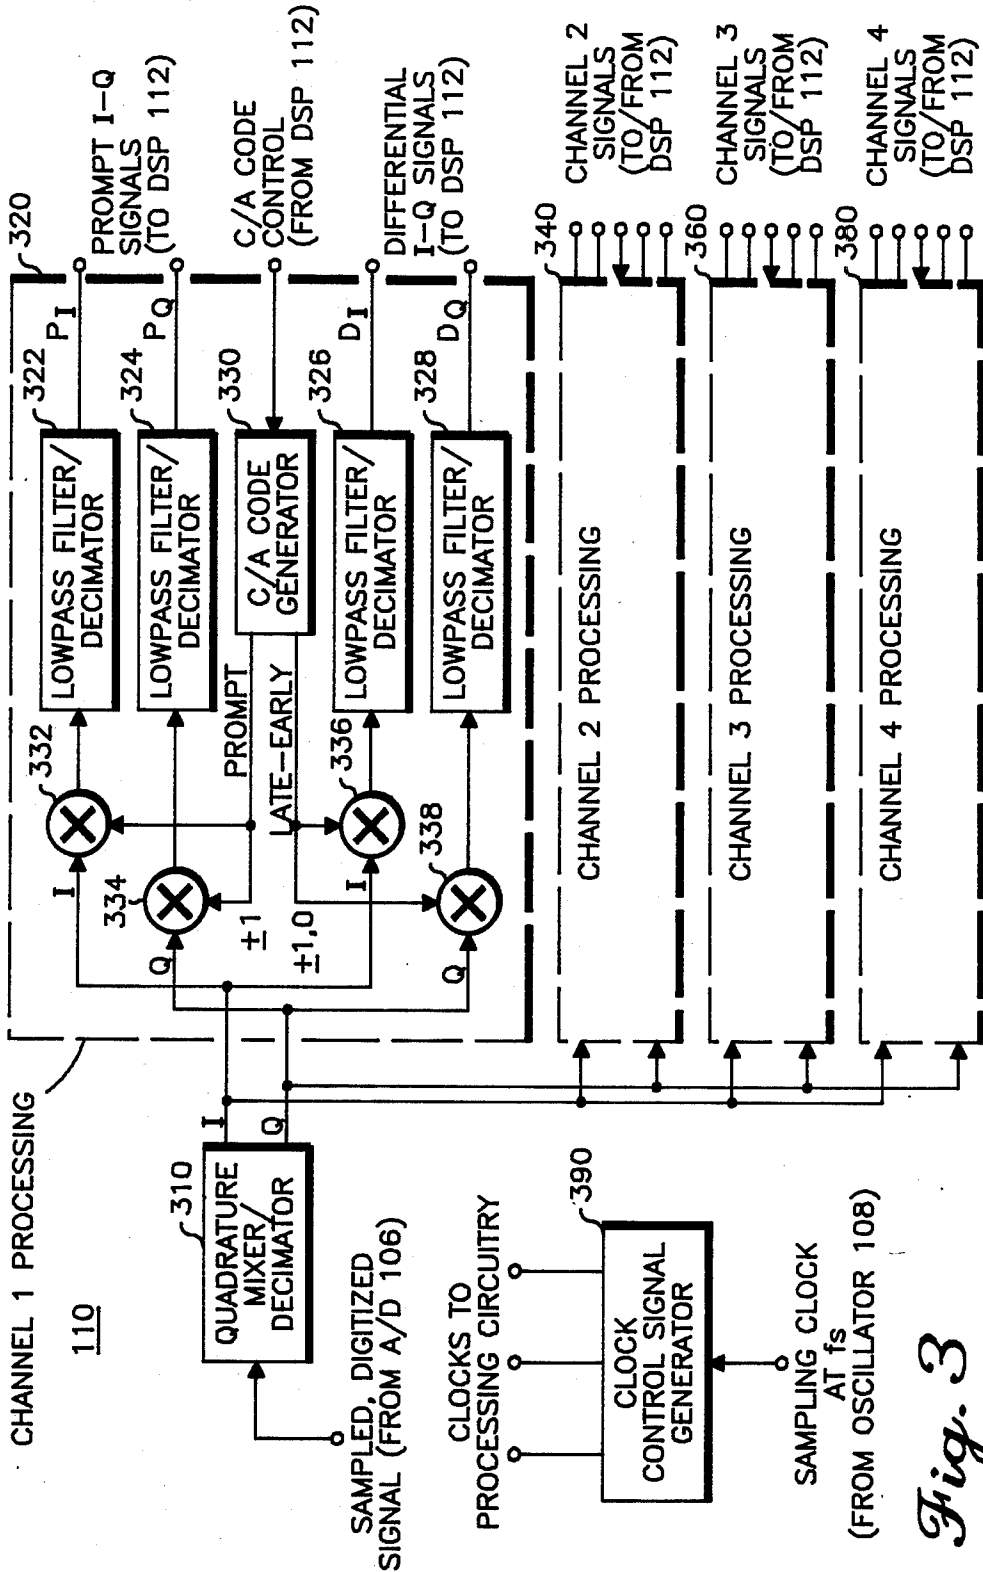 CHANNEL 1 PROCESSING
110
320
SAMPLED, DIGITIZED
SIGNAL (FROM A/D 106)
310
QUADRATURE
MIXER/
DECIMATOR
I
Q
I
332
LOWPASS FILTER/
DECIMATOR
322
PI
PROMPT I-Q
SIGNALS
(TO DSP 112)
Q
334
LOWPASS FILTER/
DECIMATOR
324
PQ
±1
PROMPT
C/A CODE
GENERATOR
330
C/A CODE
CONTROL
(FROM DSP 112)
±1,0
LATE-EARLY
I
336
LOWPASS FILTER/
DECIMATOR
326
DI
DIFFERENTIAL
I-Q SIGNALS
(TO DSP 112)
Q
338
LOWPASS FILTER/
DECIMATOR
328
DQ
CHANNEL 2 PROCESSING
340
CHANNEL 2
SIGNALS
(TO/FROM
DSP 112)
CHANNEL 3 PROCESSING
360
CHANNEL 3
SIGNALS
(TO/FROM
DSP 112)
CHANNEL 4 PROCESSING
380
CHANNEL 4
SIGNALS
(TO/FROM
DSP 112)
CLOCKS TO
PROCESSING CIRCUITRY
390
CLOCK
CONTROL SIGNAL
GENERATOR
SAMPLING CLOCK
AT fs
(FROM OSCILLATOR 108)
Fig. 3